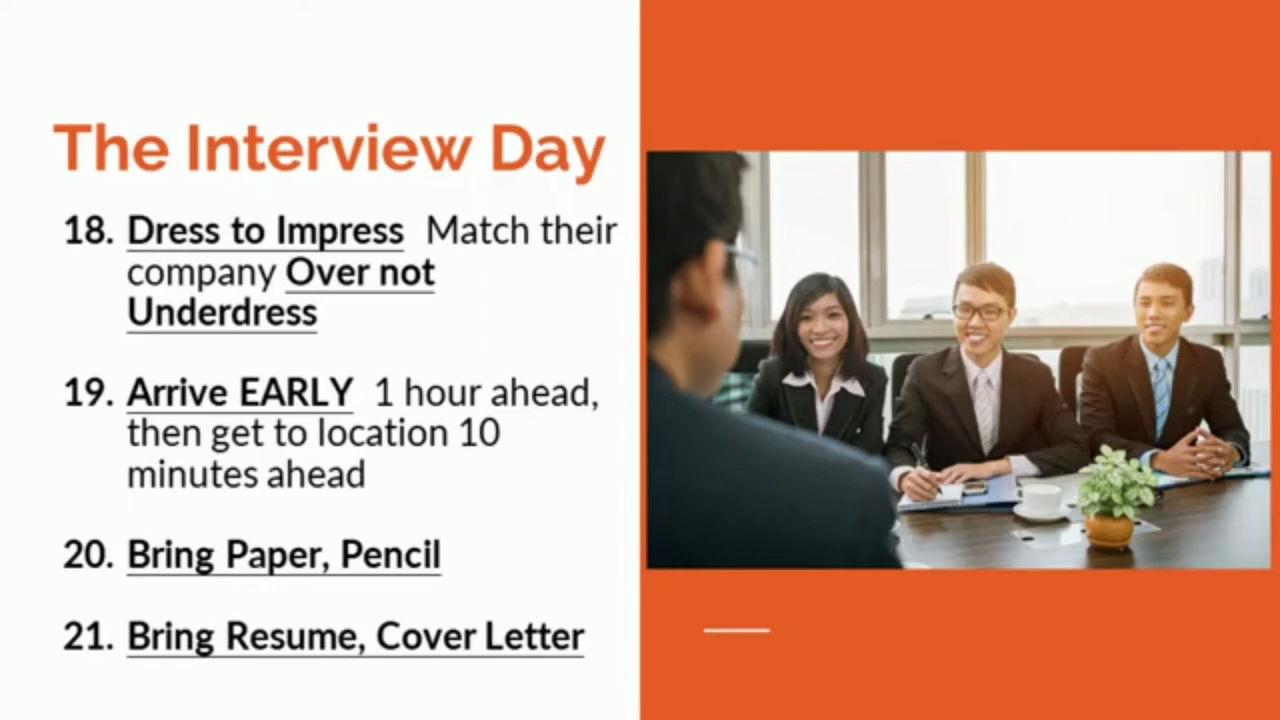 The Interview Day
18. Dress to Impress Match their
company Over not
Underdress
19. Arrive EARLY 1 hour ahead,
then get to location 10
minutes ahead
20. Bring Paper, Pencil
21. Bring Resume, Cover Letter